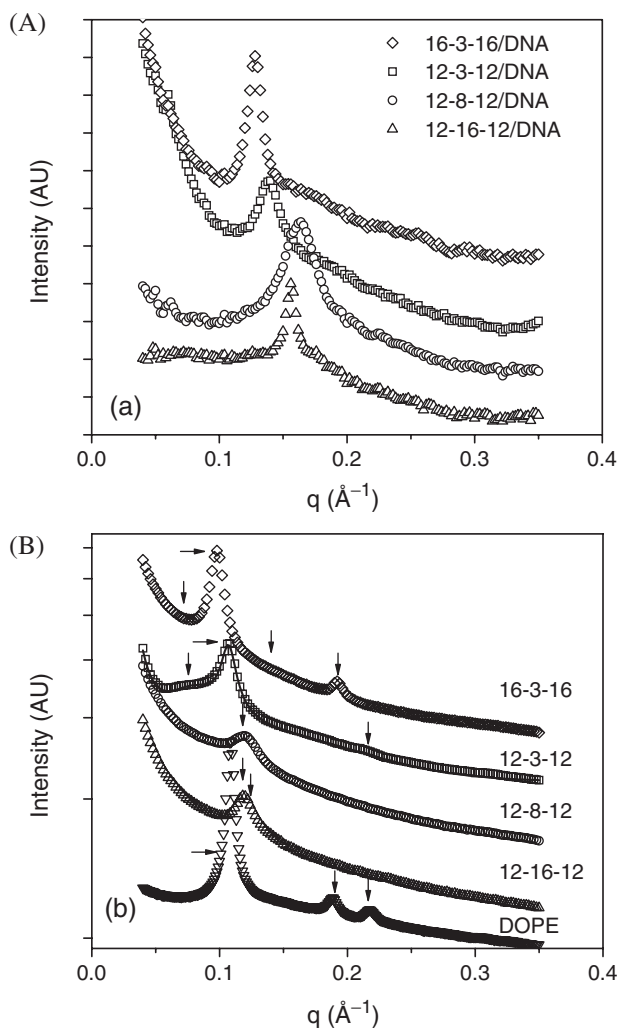 (A)
16-3-16/DNA
12-3-12/DNA
12-8-12/DNA
12-16-12/DNA
Intensity (AU)
(a)
0.0 0.1 0.2 0.3 0.4
q (Å⁻¹)
(B)
16-3-16
12-3-12
12-8-12
12-16-12
DOPE
Intensity (AU)
(b)
0.0 0.1 0.2 0.3 0.4
q (Å⁻¹)